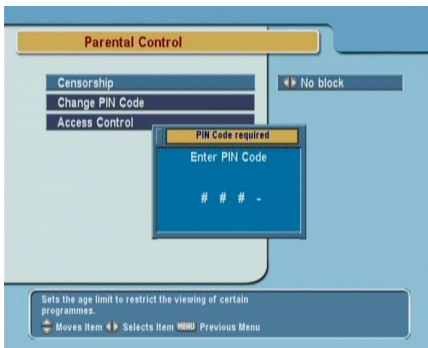 Parental Control
Censorship
No block
Change PIN Code
Access Control
PIN Code required
Enter PIN Code
# # # -
Sets the age limit to restrict the viewing of certain
programmes.
Moves Item Selects Item MENU Previous Menu